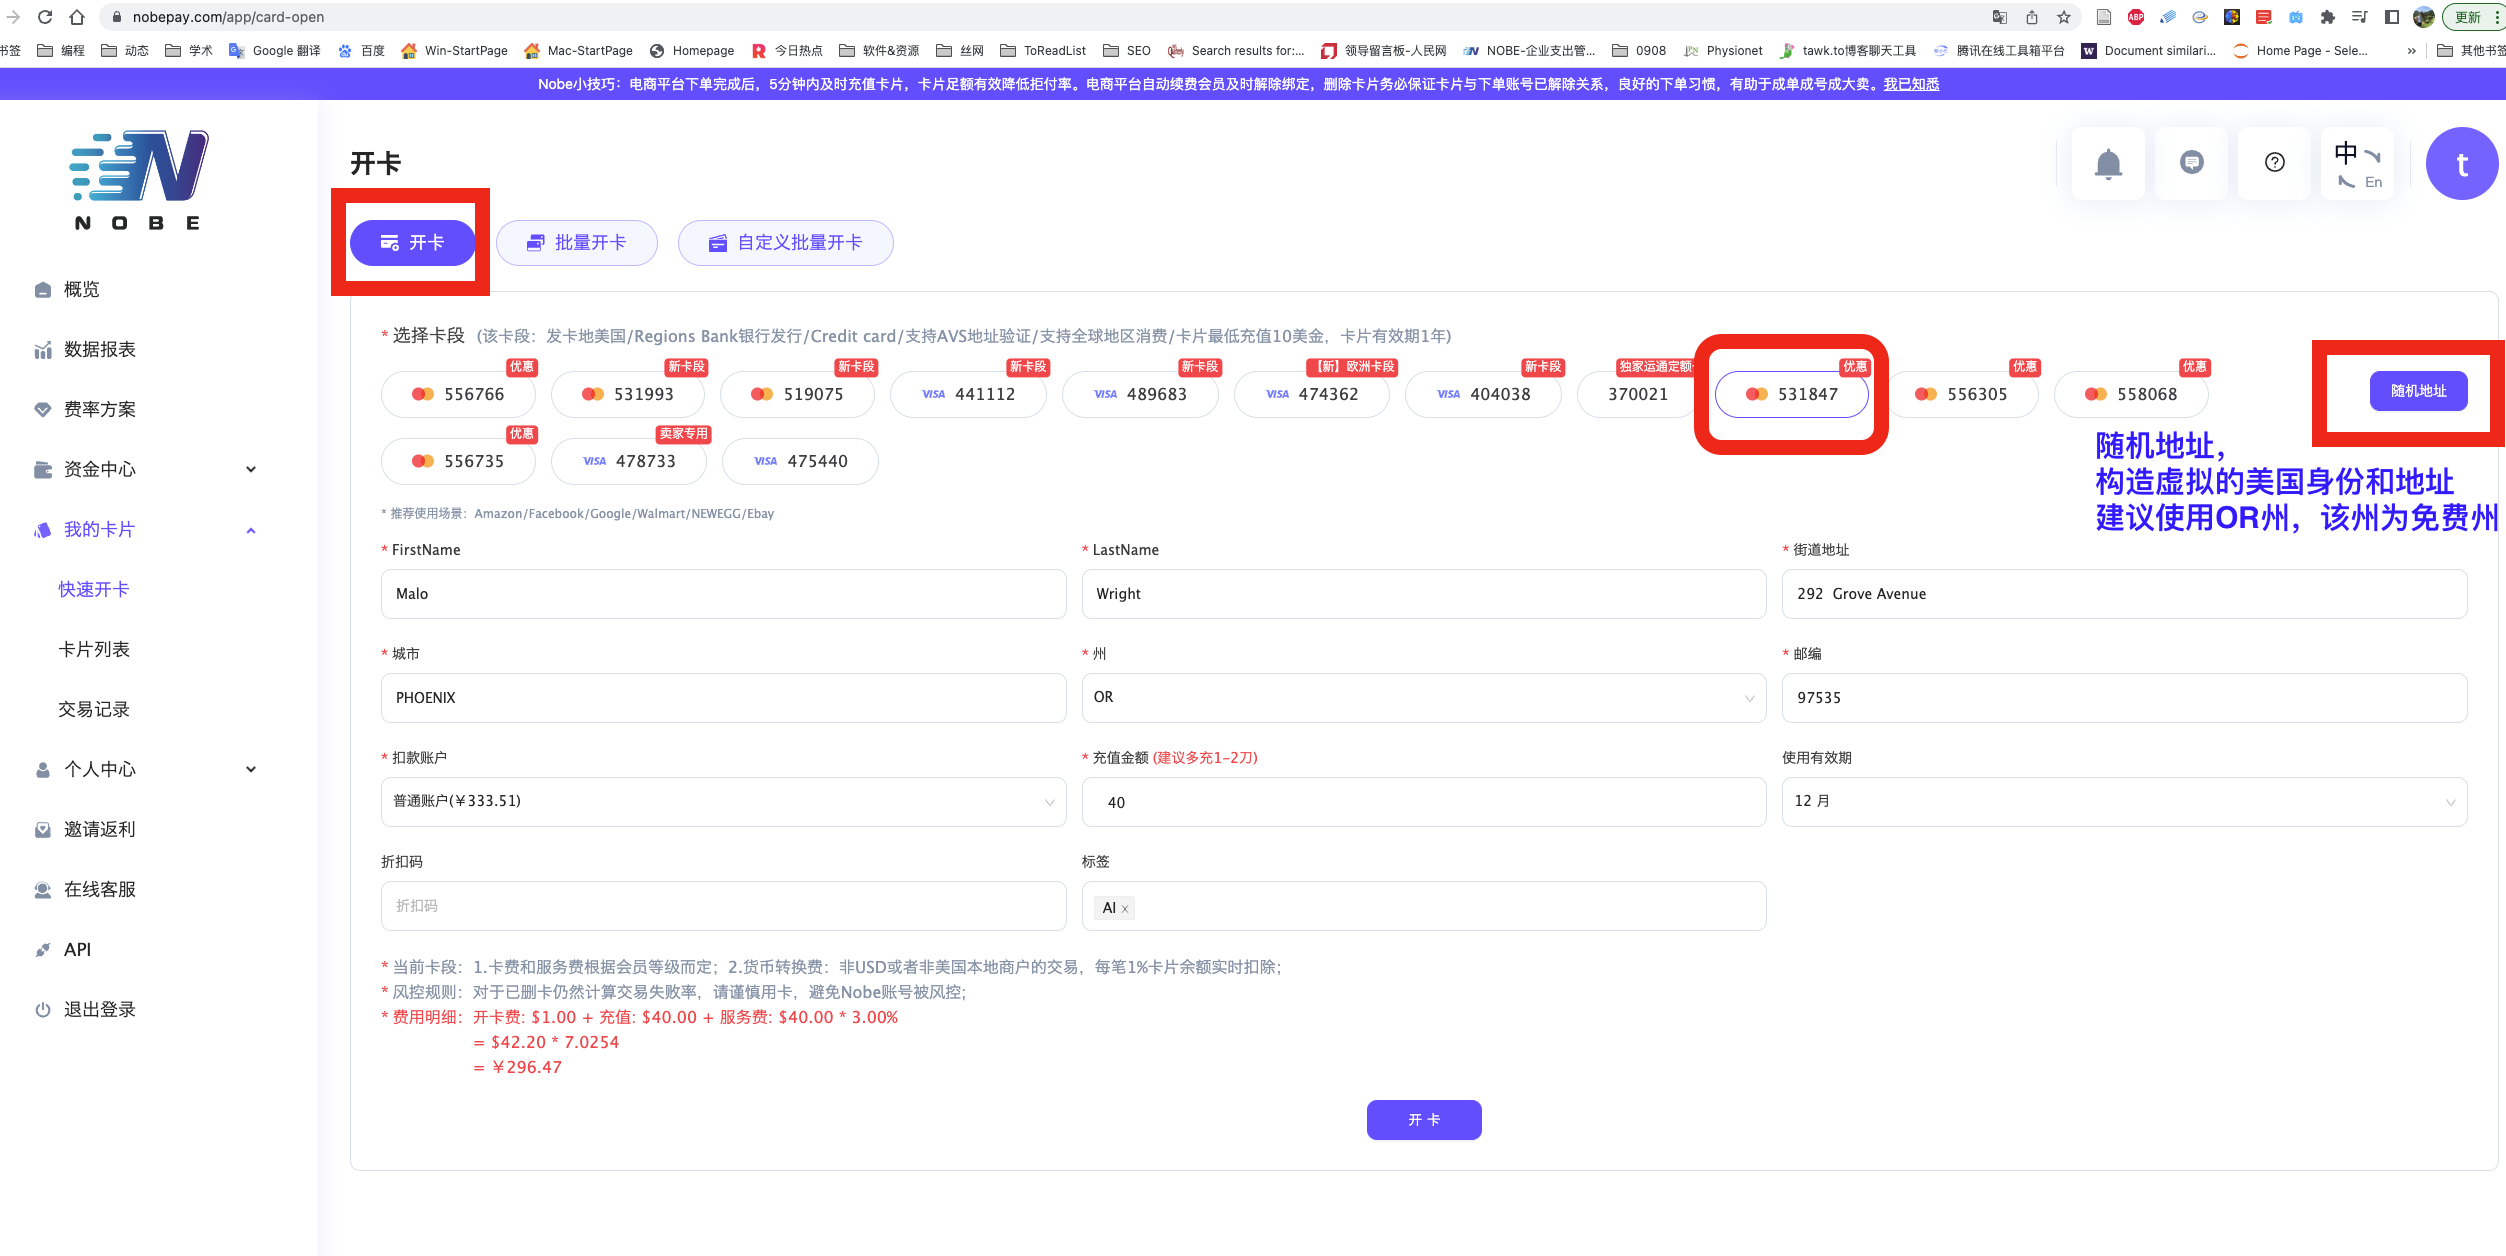 nobepay.com/app/card-open
更新
书签 编程 动态 学术 Google 翻译 百度 Win-StartPage Mac-StartPage Homepage 今日热点 软件&资源 丝网 ToReadList SEO Search results for:... 领导留言板-人民网 NOBE-企业支出管... 0908 Physionet tawk.to博客聊天工具 腾讯在线工具箱平台 Document similari... Home Page - Sele... » 其他书签
Nobe小技巧：电商平台下单完成后，5分钟内及时充值卡片，卡片足额有效降低拒付率。电商平台自动续费会员及时解除绑定，删除卡片务必保证卡片与下单账号已解除关系，良好的下单习惯，有助于成单成号成大卖。我已知悉
NOBE
开卡
中 En
t
开卡 批量开卡 自定义批量开卡
概览
数据报表
费率方案
资金中心
我的卡片
快速开卡
卡片列表
交易记录
个人中心
邀请返利
在线客服
API
退出登录
* 选择卡段 (该卡段：发卡地美国/Regions Bank银行发行/Credit card/支持AVS地址验证/支持全球地区消费/卡片最低充值10美金，卡片有效期1年)
优惠 新卡段 新卡段 新卡段 新卡段 【新】欧洲卡段 新卡段 独家运通定额 优惠 优惠 优惠
556766 531993 519075 VISA 441112 VISA 489683 VISA 474362 VISA 404038 370021 531847 556305 558068
随机地址
优惠 卖家专用
556735 VISA 478733 VISA 475440
随机地址，
构造虚拟的美国身份和地址
建议使用OR州，该州为免费州
* 推荐使用场景：Amazon/Facebook/Google/Walmart/NEWEGG/Ebay
* FirstName * LastName * 街道地址
Malo Wright 292 Grove Avenue
* 城市 * 州 * 邮编
PHOENIX OR 97535
* 扣款账户 * 充值金额 (建议多充1-2刀) 使用有效期
普通账户(￥333.51) 40 12 月
折扣码 标签
折扣码 AI x
* 当前卡段：1.卡费和服务费根据会员等级而定；2.货币转换费：非USD或者非美国本地商户的交易，每笔1%卡片余额实时扣除；
* 风控规则：对于已删卡仍然计算交易失败率，请谨慎用卡，避免Nobe账号被风控；
* 费用明细：开卡费: $1.00 + 充值: $40.00 + 服务费: $40.00 * 3.00%
= $42.20 * 7.0254
= ￥296.47
开 卡